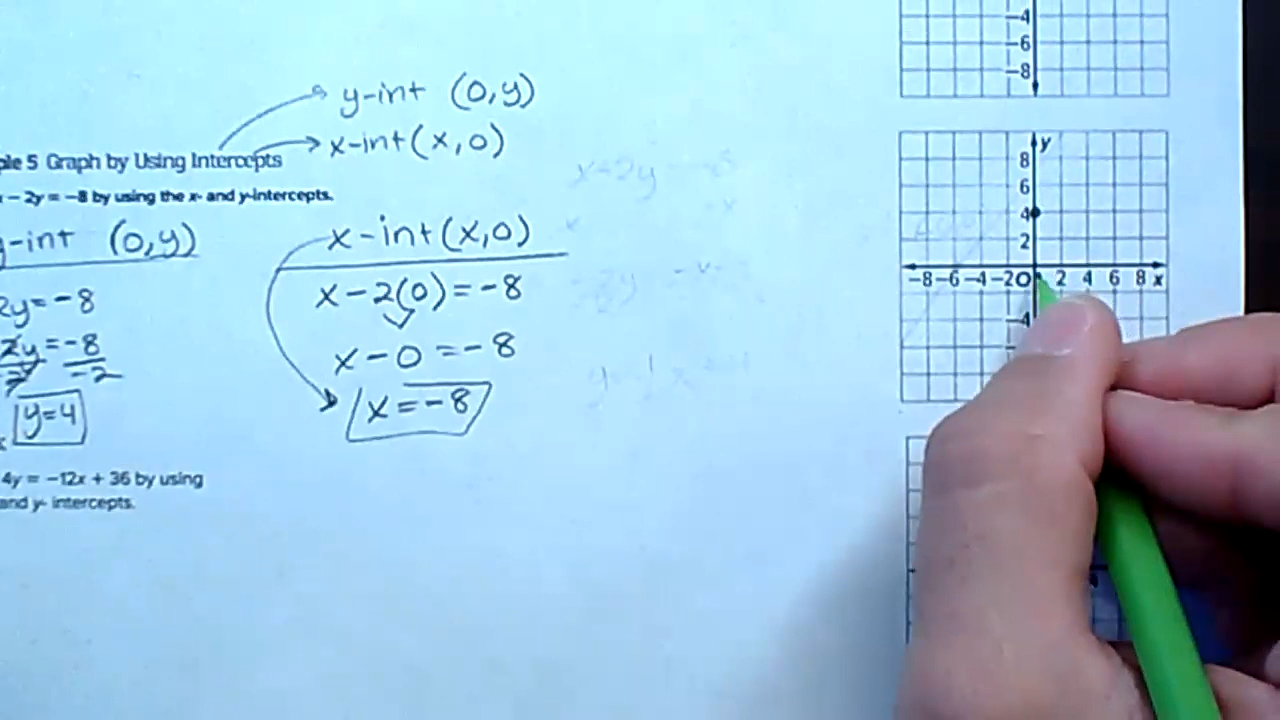 y-int (0,y)
x-int (x,0)
ple 5 Graph by Using Intercepts
- 2y = -8 by using the x- and y-intercepts.
-int (0,y)
2y = -8
2y = -8
-2 -2
y=4
x-int (x,0)
x-2(0) = -8
x-0 = -8
x=-8
4y = -12x + 36 by using
and y- intercepts.
-4
-6
-8
y
8
6
4
2
-8 -6 -4 -2 O 2 4 6 8 x
-4